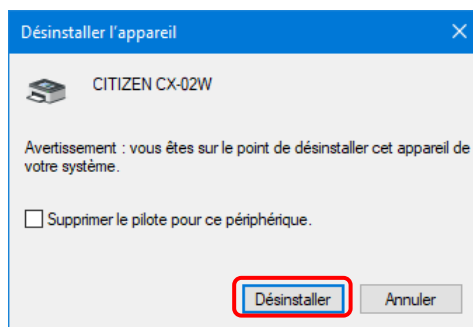 Désinstaller l'appareil
CITIZEN CX-02W
Avertissement : vous êtes sur le point de désinstaller cet appareil de
votre système.
Supprimer le pilote pour ce périphérique.
Désinstaller
Annuler